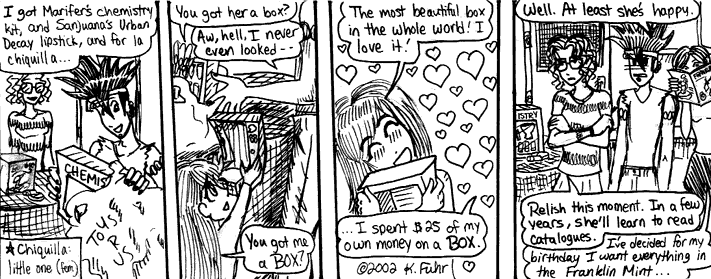 I got Marifer's chemistry
kit, and SanJuana's Urban
Decay lipstick, and for la
chiquilla...
CHEMIS
TOYS
R
US
★ Chiquilla:
little one (fem)
You got her a box?
Aw, hell, I never
even looked--
You got me
a BOX?
The most beautiful box
in the whole world! I
love it!
...I spent $25 of my
own money on a BOX.
©2002 K. Fuhr
Well. At least she's happy.
ISTRY
Relish this moment. In a few
years, she'll learn to read
catalogues.
I've decided for my
birthday I want everything in
the Franklin Mint...